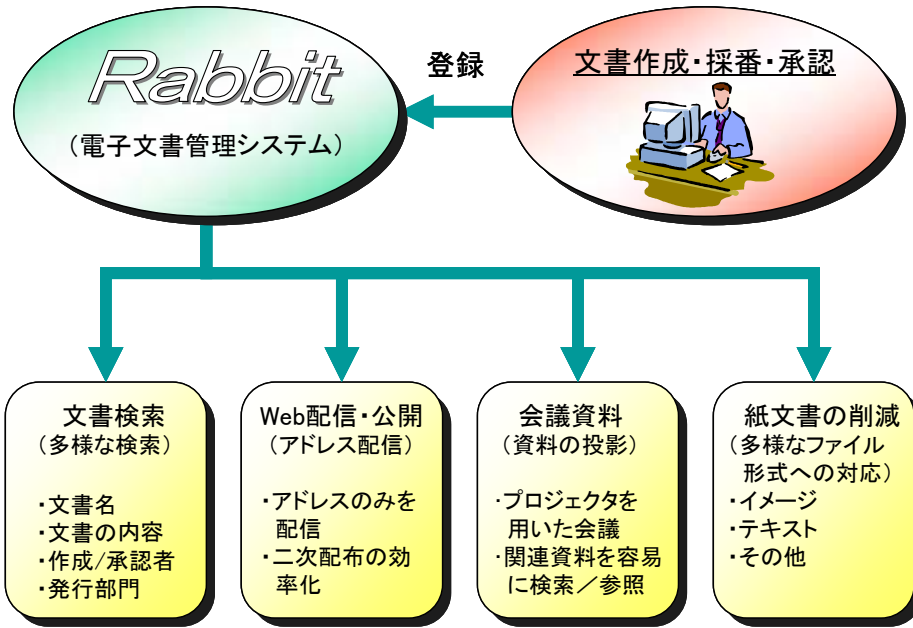 Rabbit
(電子文書管理システム)
登録
文書作成・採番・承認
文書検索
(多様な検索)
・文書名
・文書の内容
・作成/承認者
・発行部門
Web配信・公開
(アドレス配信)
・アドレスのみを
配信
・二次配布の効
率化
会議資料
(資料の投影)
・プロジェクタを
用いた会議
・関連資料を容易
に検索/参照
紙文書の削減
(多様なファイル
形式への対応)
・イメージ
・テキスト
・その他